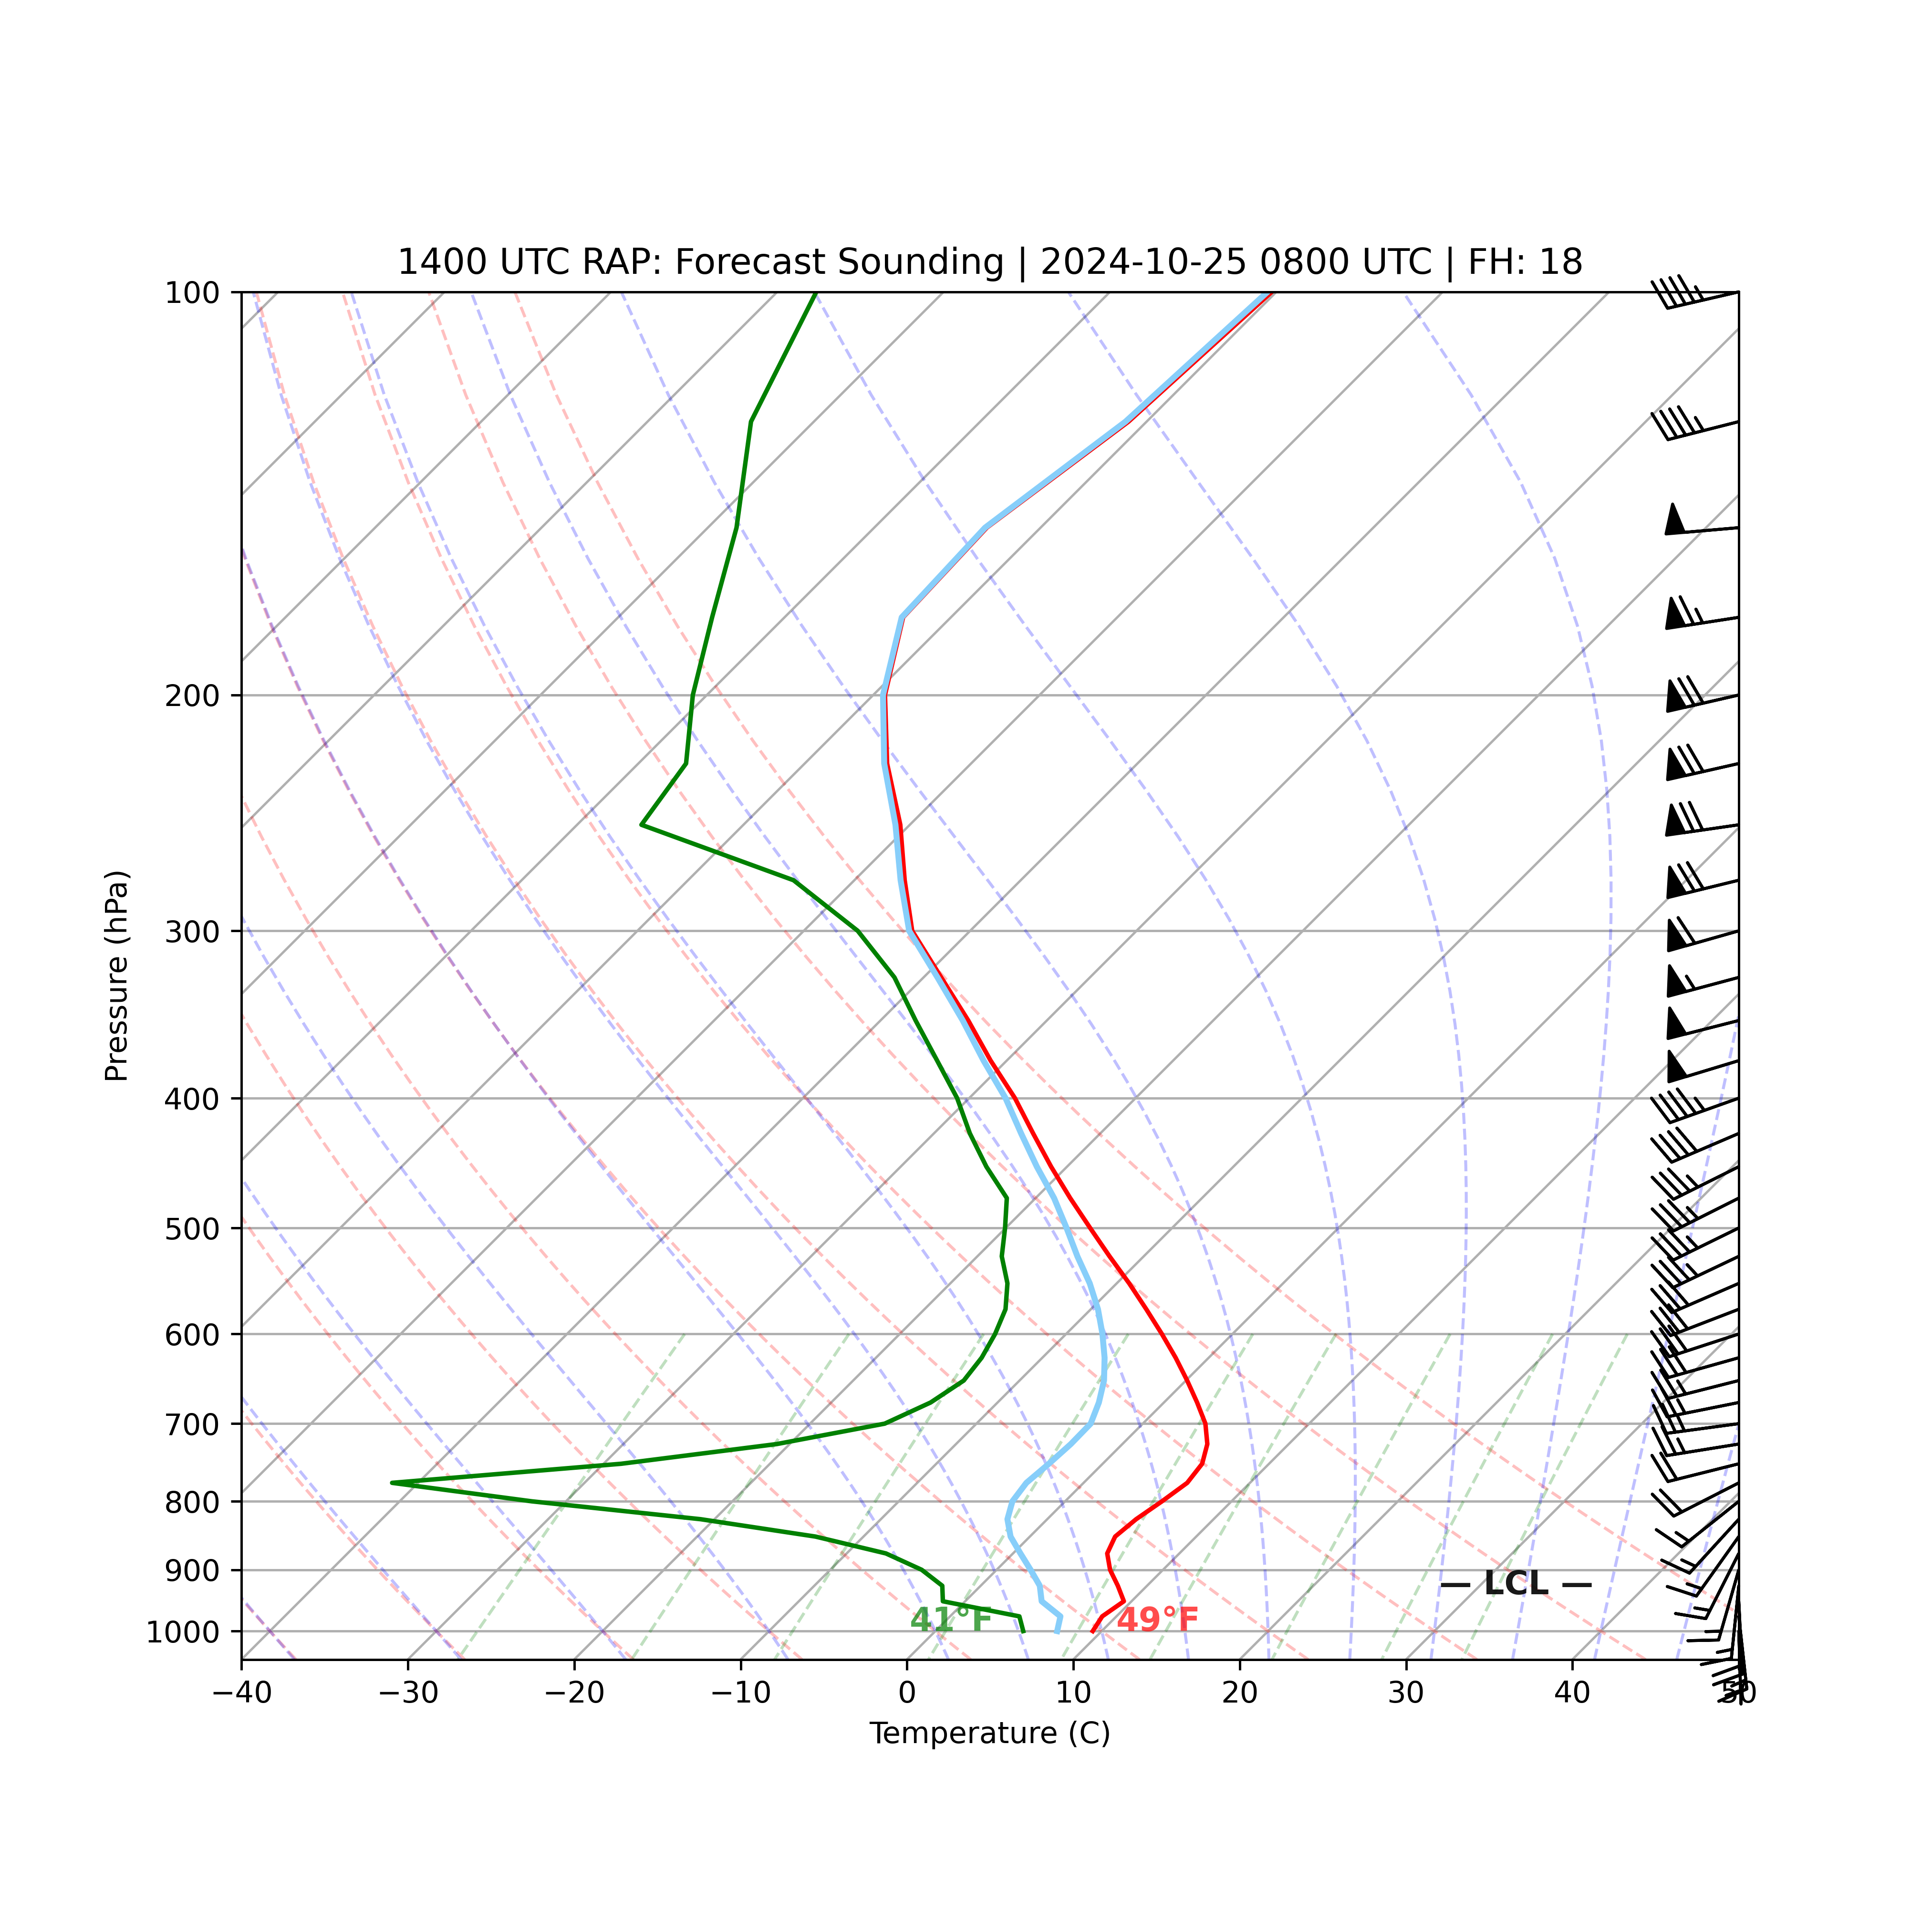 1400 UTC RAP: Forecast Sounding | 2024-10-25 0800 UTC | FH: 18
100
200
300
400
500
600
700
800
900
1000
Pressure (hPa)
— LCL —
41°F
49°F
−40 −30 −20 −10 0 10 20 30 40 50
Temperature (C)